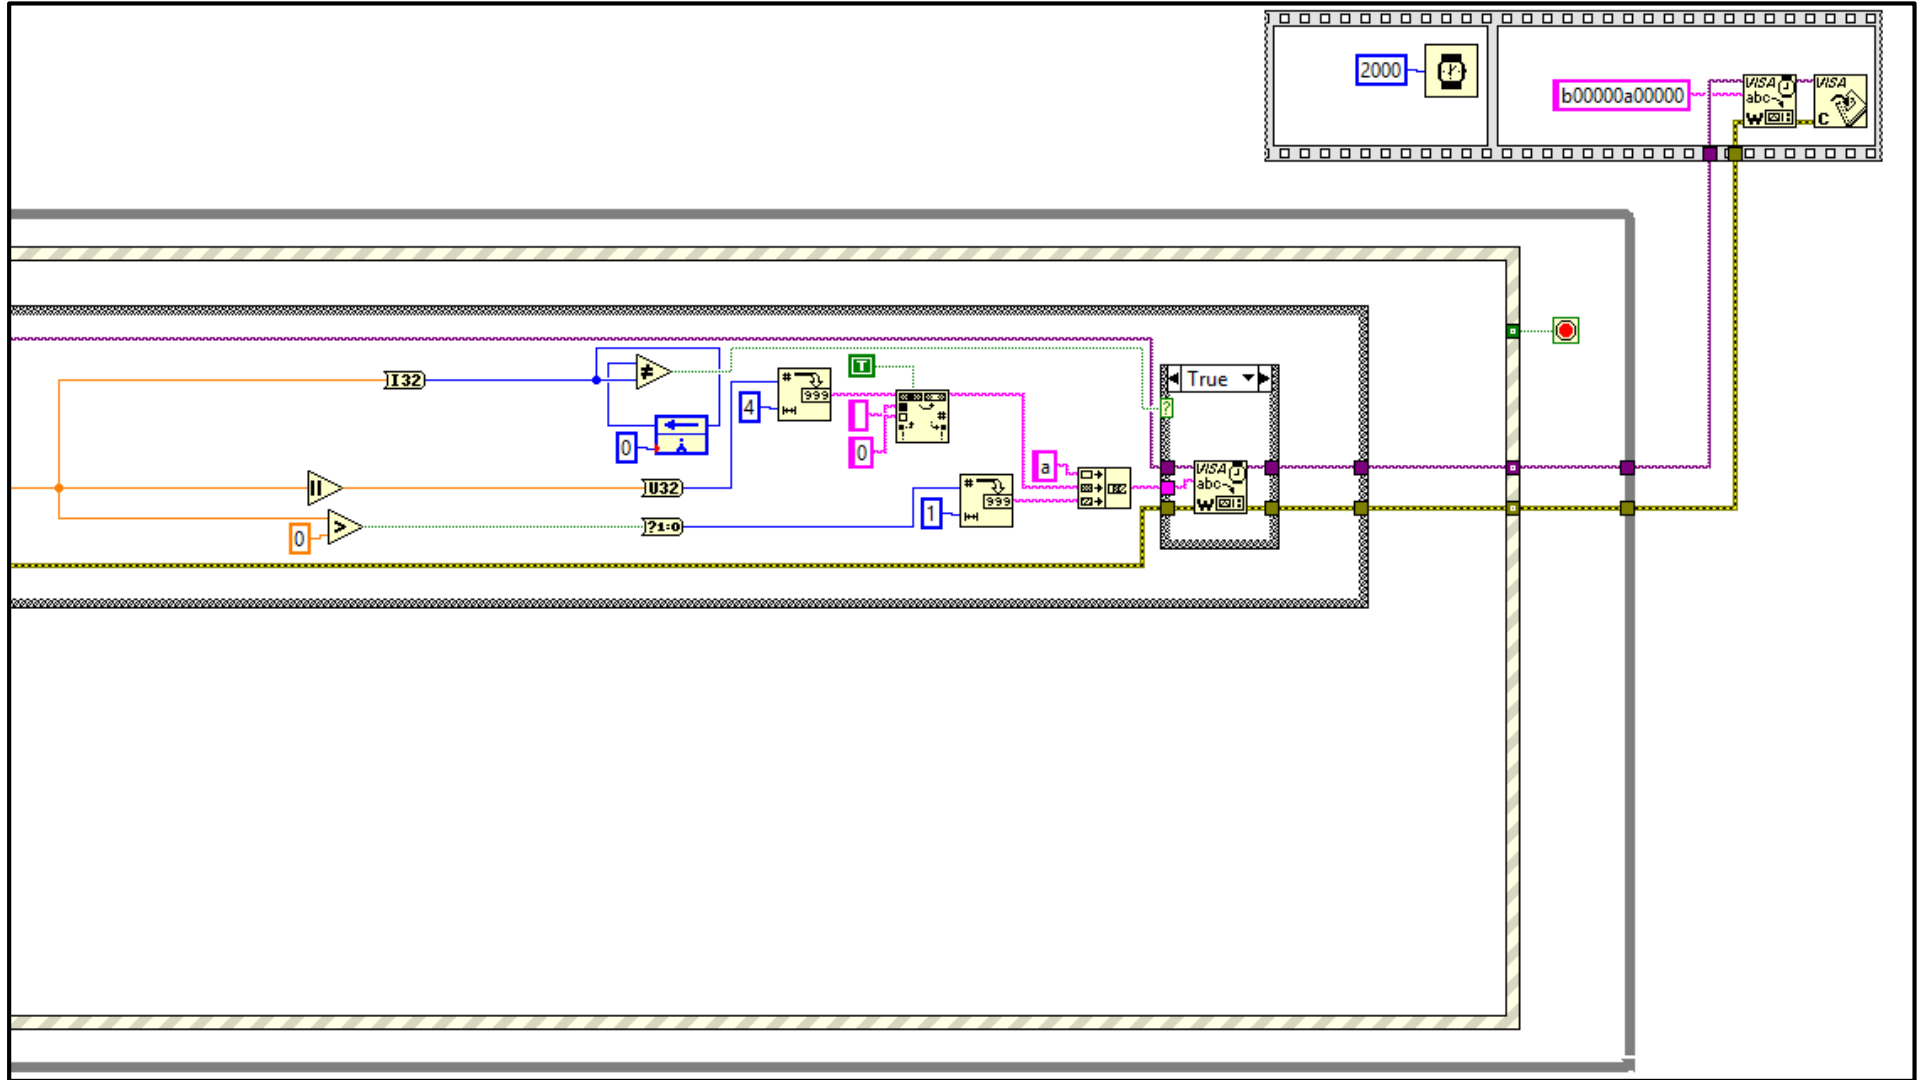 2000
b00000a00000
VISA
abc
W
VISA
C
I32
≠
#
999
4
T
True
?
0
0
#
a
VISA
abc
W
U32
#
999
1
>
0
?1:0